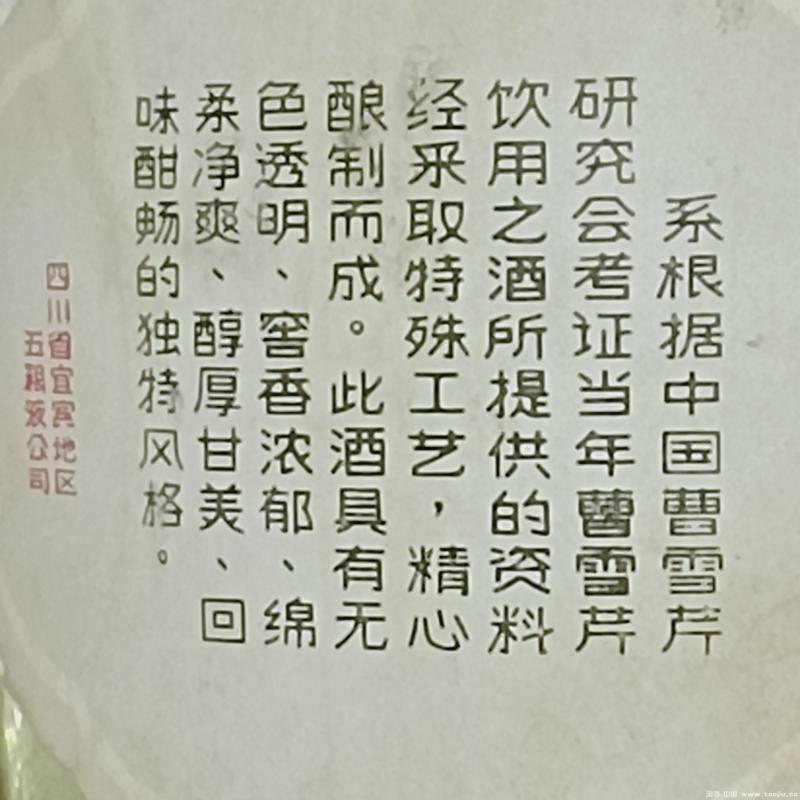 系根据中国曹雪芹
研究会考证当年曹雪芹
饮用之酒所提供的资料
经采取特殊工艺，精心
酿制而成。此酒具有无
色透明、窖香浓郁、绵
柔净爽、醇厚甘美、回
味酣畅的独特风格。
四川省宜宾地区
五粮液公司
www.taojiu.cn